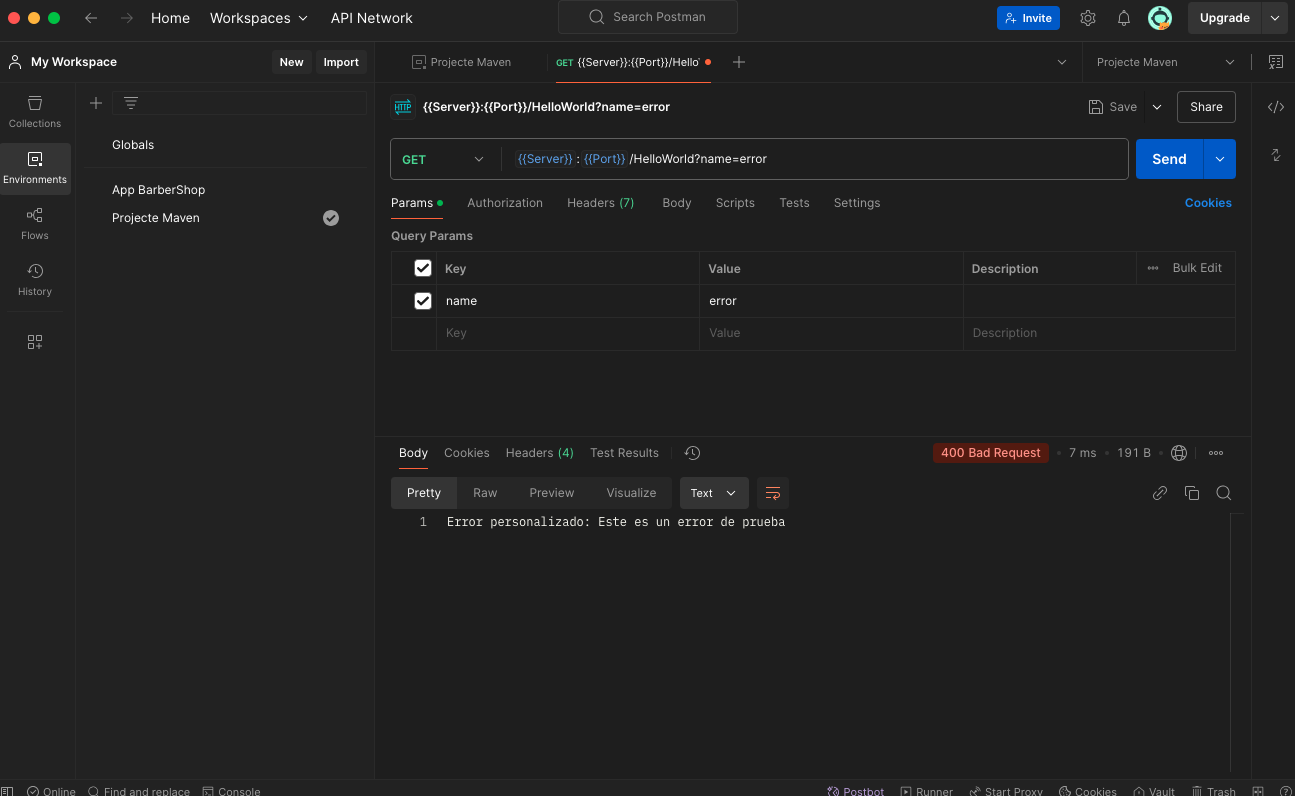 Home Workspaces API Network Search Postman Invite Upgrade
My Workspace New Import Projecte Maven GET {{Server}}:{{Port}}/Hello Projecte Maven
Collections
Environments
Flows
History
Globals
App BarberShop
Projecte Maven
HTTP {{Server}}:{{Port}}/HelloWorld?name=error Save Share
GET {{Server}} : {{Port}} /HelloWorld?name=error Send
Params Authorization Headers (7) Body Scripts Tests Settings Cookies
Query Params
Key Value Description Bulk Edit
name error
Key Value Description
Body Cookies Headers (4) Test Results 400 Bad Request 7 ms 191 B
Pretty Raw Preview Visualize Text
1 Error personalizado: Este es un error de prueba
Online Find and replace Console Postbot Runner Start Proxy Cookies Vault Trash